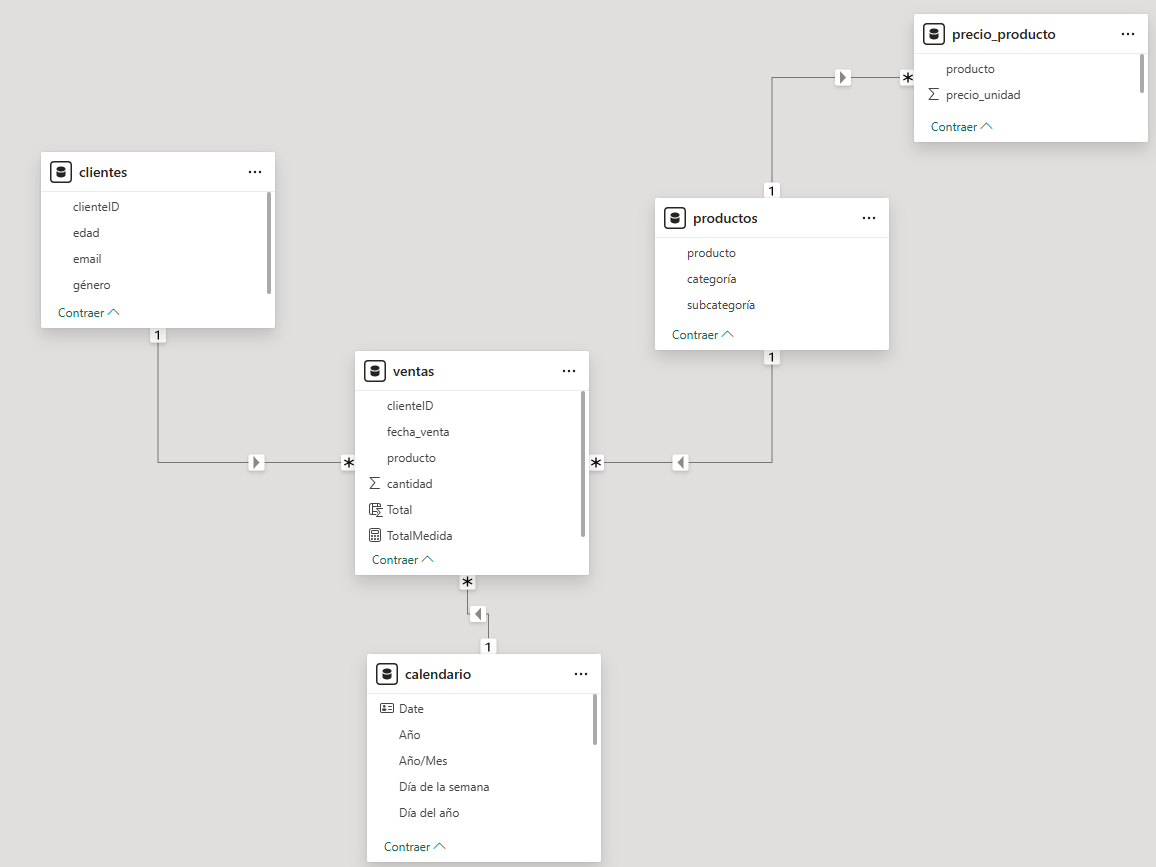 precio_producto
producto
precio_unidad
Contraer
*
1
clientes
clienteID
edad
email
género
Contraer
1
productos
producto
categoría
subcategoría
Contraer
1
ventas
clienteID
fecha_venta
producto
cantidad
Total
TotalMedida
Contraer
*
*
*
1
calendario
Date
Año
Año/Mes
Día de la semana
Día del año
Contraer